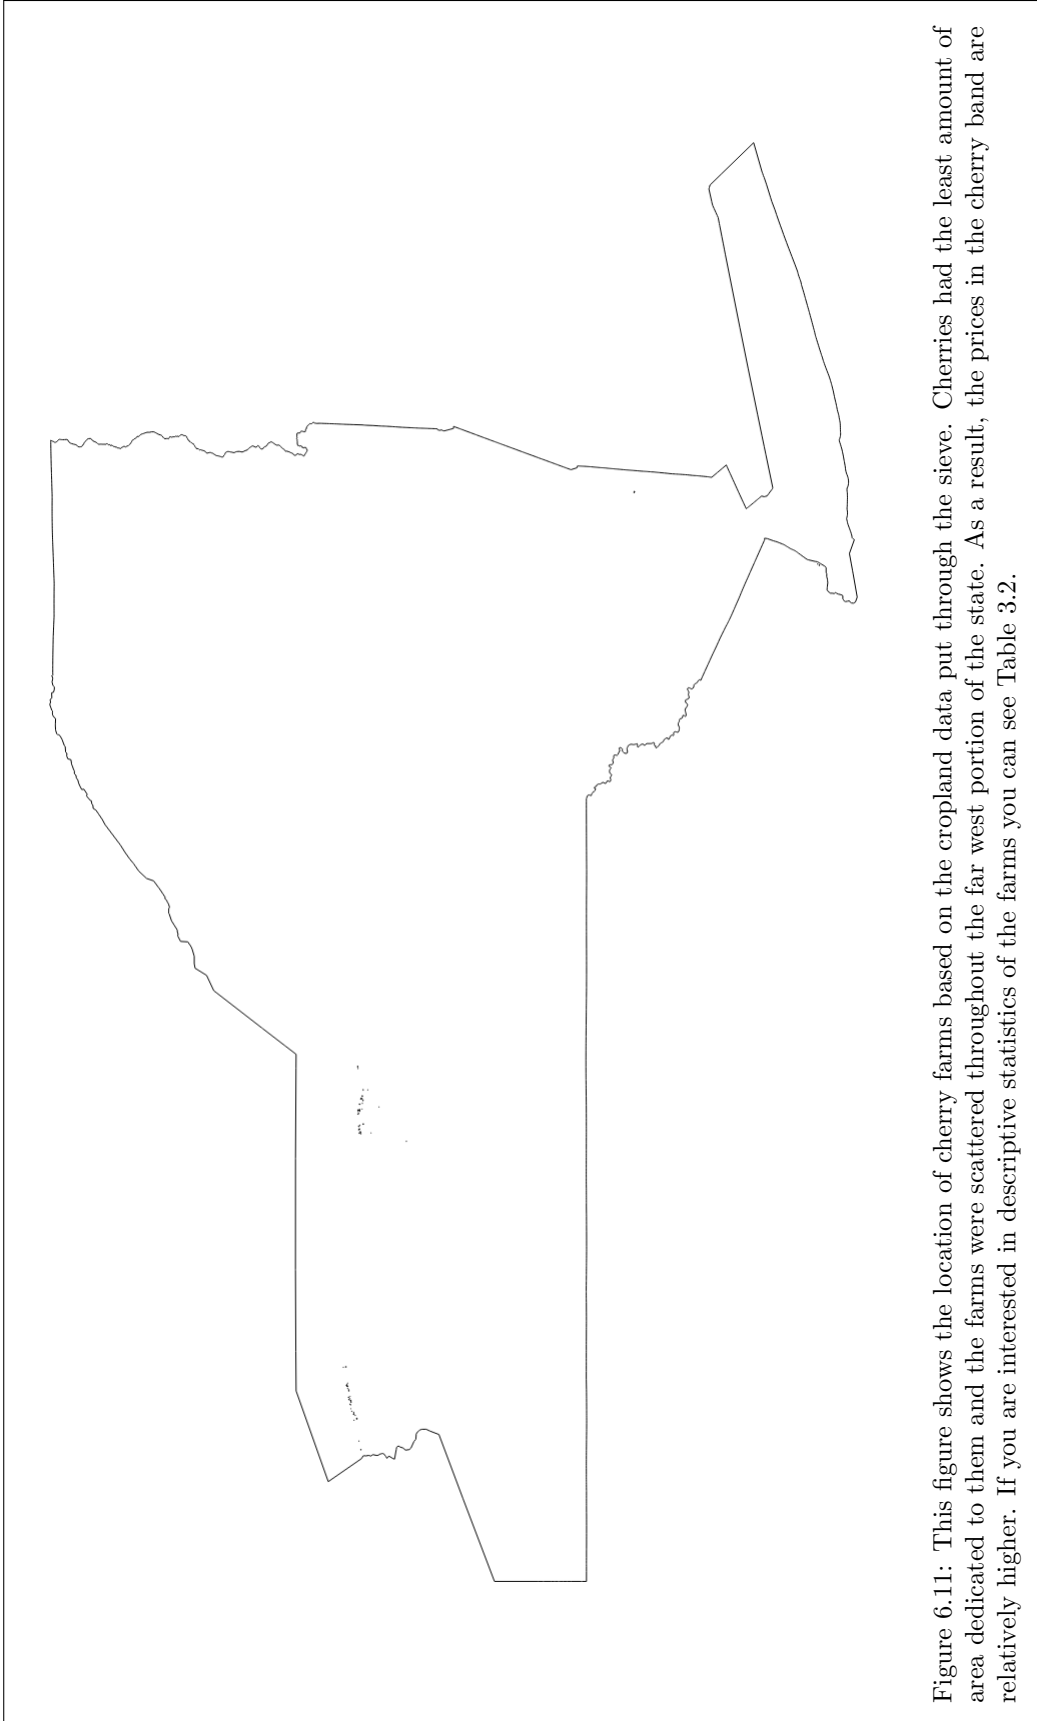 Figure 6.11: This figure shows the location of cherry farms based on the cropland data put through the sieve. Cherries had the least amount of
area dedicated to them and the farms were scattered throughout the far west portion of the state. As a result, the prices in the cherry band are
relatively higher. If you are interested in descriptive statistics of the farms you can see Table 3.2.